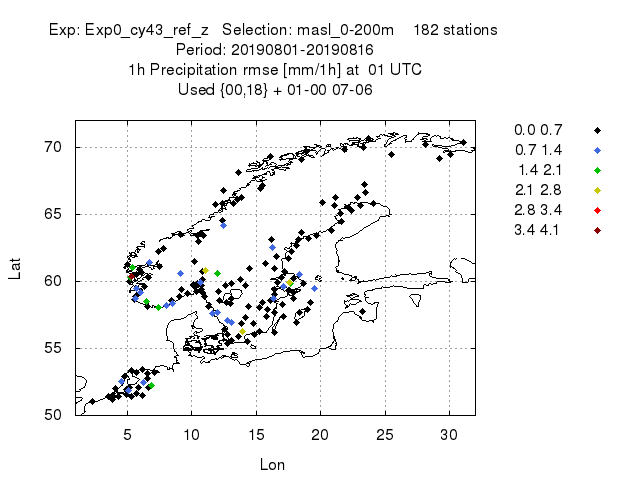 Exp: Exp0_cy43_ref_z   Selection: masl_0-200m    182 stations
Period: 20190801-20190816
1h Precipitation rmse [mm/1h] at  01 UTC
Used {00,18} + 01-00 07-06
0.0 0.7
0.7 1.4
1.4 2.1
2.1 2.8
2.8 3.4
3.4 4.1
70
65
60
55
50
Lat
5 10 15 20 25 30
Lon